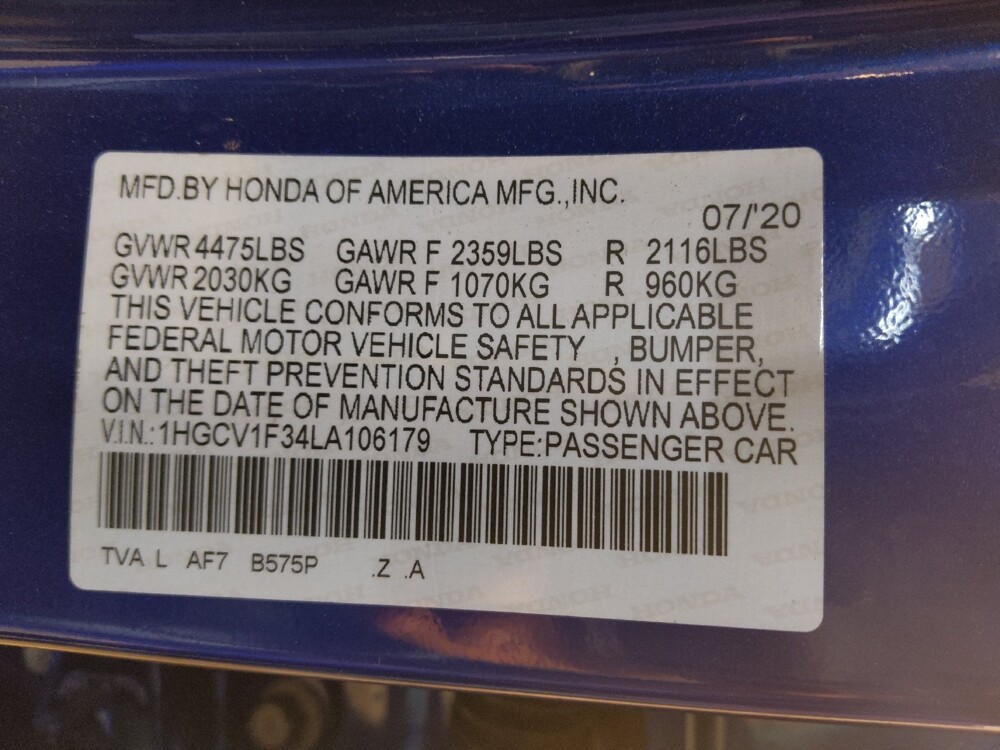 MFD.BY HONDA OF AMERICA MFG.,INC.
07/'20
GVWR 4475LBS GAWR F 2359LBS R 2116LBS
GVWR 2030KG GAWR F 1070KG R 960KG
THIS VEHICLE CONFORMS TO ALL APPLICABLE
FEDERAL MOTOR VEHICLE SAFETY , BUMPER,
AND THEFT PREVENTION STANDARDS IN EFFECT
ON THE DATE OF MANUFACTURE SHOWN ABOVE.
V.I.N.:1HGCV1F34LA106179 TYPE:PASSENGER CAR
TVA L AF7 B575P .Z .A